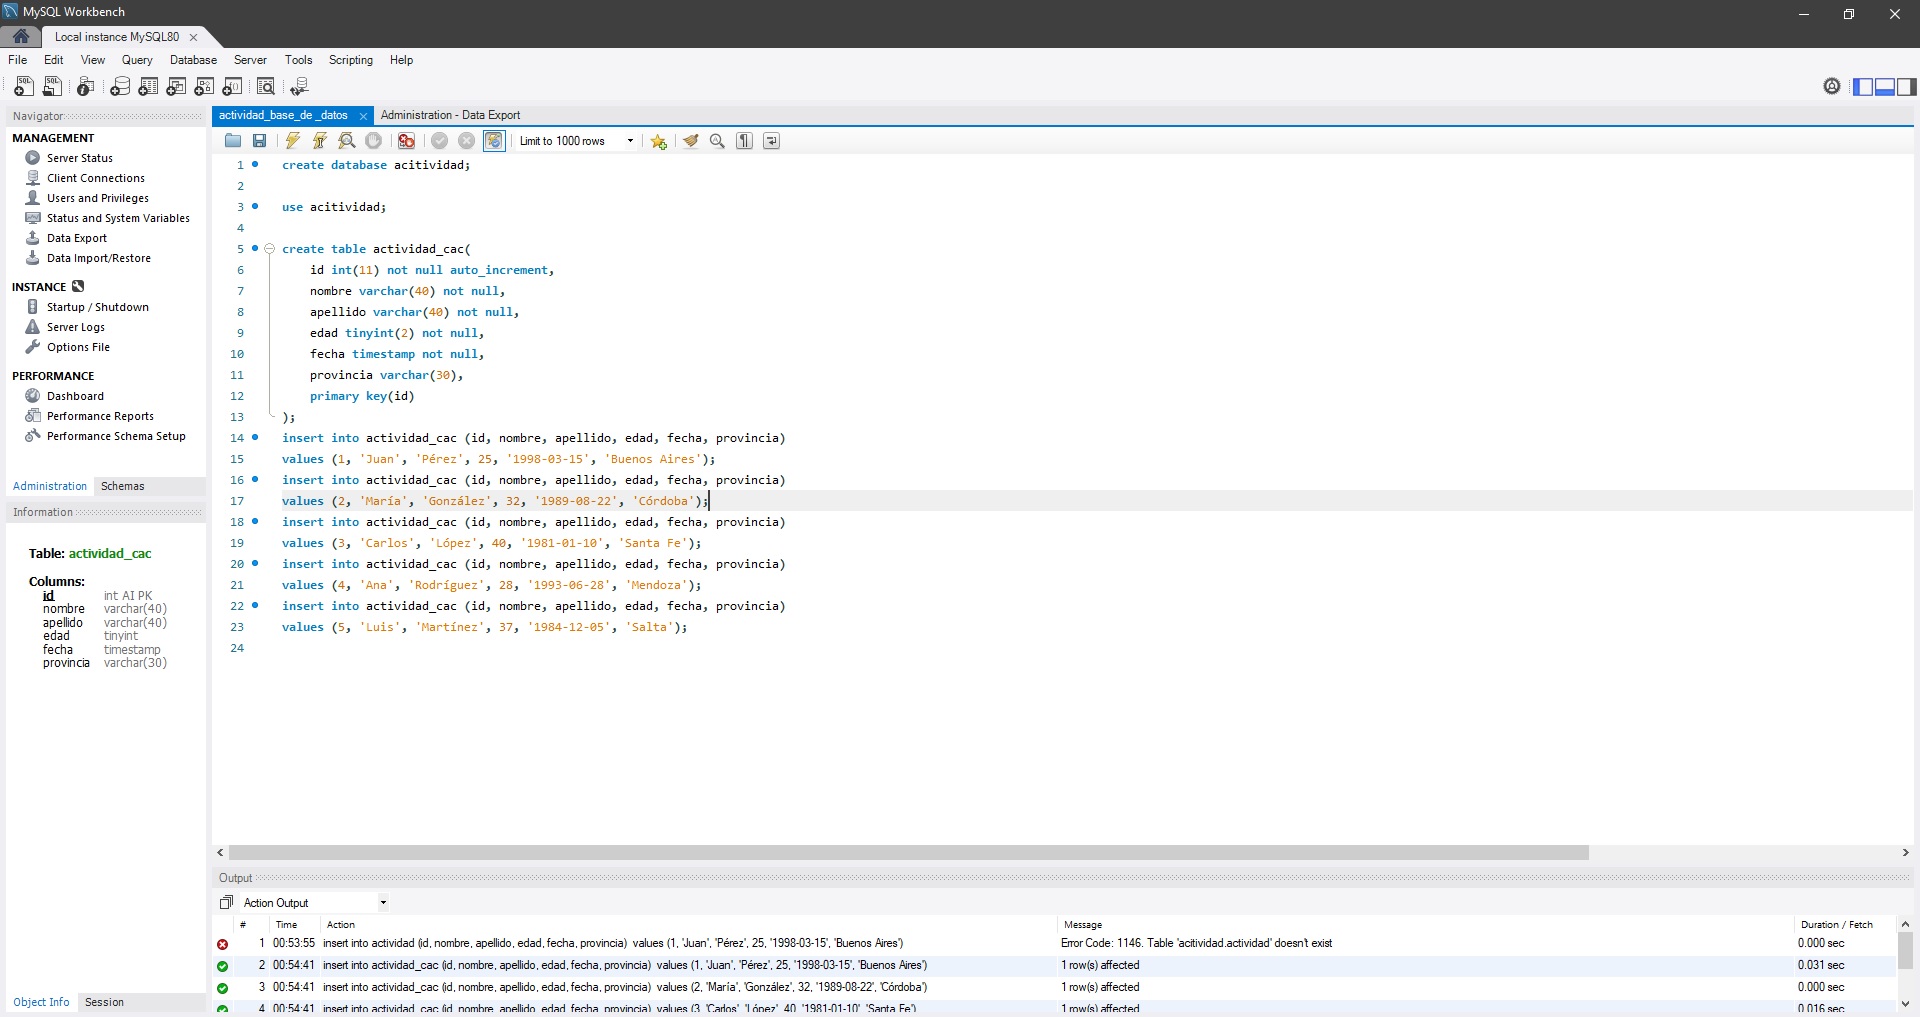 MySQL Workbench
Local instance MySQL80
File Edit View Query Database Server Tools Scripting Help
Navigator
MANAGEMENT
Server Status
Client Connections
Users and Privileges
Status and System Variables
Data Export
Data Import/Restore
INSTANCE
Startup / Shutdown
Server Logs
Options File
PERFORMANCE
Dashboard
Performance Reports
Performance Schema Setup
Administration Schemas
Information
Table: actividad_cac
Columns:
id int AI PK
nombre varchar(40)
apellido varchar(40)
edad tinyint
fecha timestamp
provincia varchar(30)
Object Info Session
actividad_base_de _datos Administration - Data Export
Limit to 1000 rows
1 create database acitividad;
2
3 use acitividad;
4
5 create table actividad_cac(
6 id int(11) not null auto_increment,
7 nombre varchar(40) not null,
8 apellido varchar(40) not null,
9 edad tinyint(2) not null,
10 fecha timestamp not null,
11 provincia varchar(30),
12 primary key(id)
13 );
14 insert into actividad_cac (id, nombre, apellido, edad, fecha, provincia)
15 values (1, 'Juan', 'Pérez', 25, '1998-03-15', 'Buenos Aires');
16 insert into actividad_cac (id, nombre, apellido, edad, fecha, provincia)
17 values (2, 'María', 'González', 32, '1989-08-22', 'Córdoba');
18 insert into actividad_cac (id, nombre, apellido, edad, fecha, provincia)
19 values (3, 'Carlos', 'López', 40, '1981-01-10', 'Santa Fe');
20 insert into actividad_cac (id, nombre, apellido, edad, fecha, provincia)
21 values (4, 'Ana', 'Rodríguez', 28, '1993-06-28', 'Mendoza');
22 insert into actividad_cac (id, nombre, apellido, edad, fecha, provincia)
23 values (5, 'Luis', 'Martínez', 37, '1984-12-05', 'Salta');
24
Output
Action Output
# Time Action Message Duration / Fetch
1 00:53:55 insert into actividad (id, nombre, apellido, edad, fecha, provincia) values (1, 'Juan', 'Pérez', 25, '1998-03-15', 'Buenos Aires') Error Code: 1146. Table 'acitividad.actividad' doesn't exist 0.000 sec
2 00:54:41 insert into actividad_cac (id, nombre, apellido, edad, fecha, provincia) values (1, 'Juan', 'Pérez', 25, '1998-03-15', 'Buenos Aires') 1 row(s) affected 0.031 sec
3 00:54:41 insert into actividad_cac (id, nombre, apellido, edad, fecha, provincia) values (2, 'María', 'González', 32, '1989-08-22', 'Córdoba') 1 row(s) affected 0.000 sec
4 00:54:41 insert into actividad_cac (id, nombre, apellido, edad, fecha, provincia) values (3, 'Carlos', 'López', 40, '1981-01-10', 'Santa Fe') 1 row(s) affected 0.016 sec